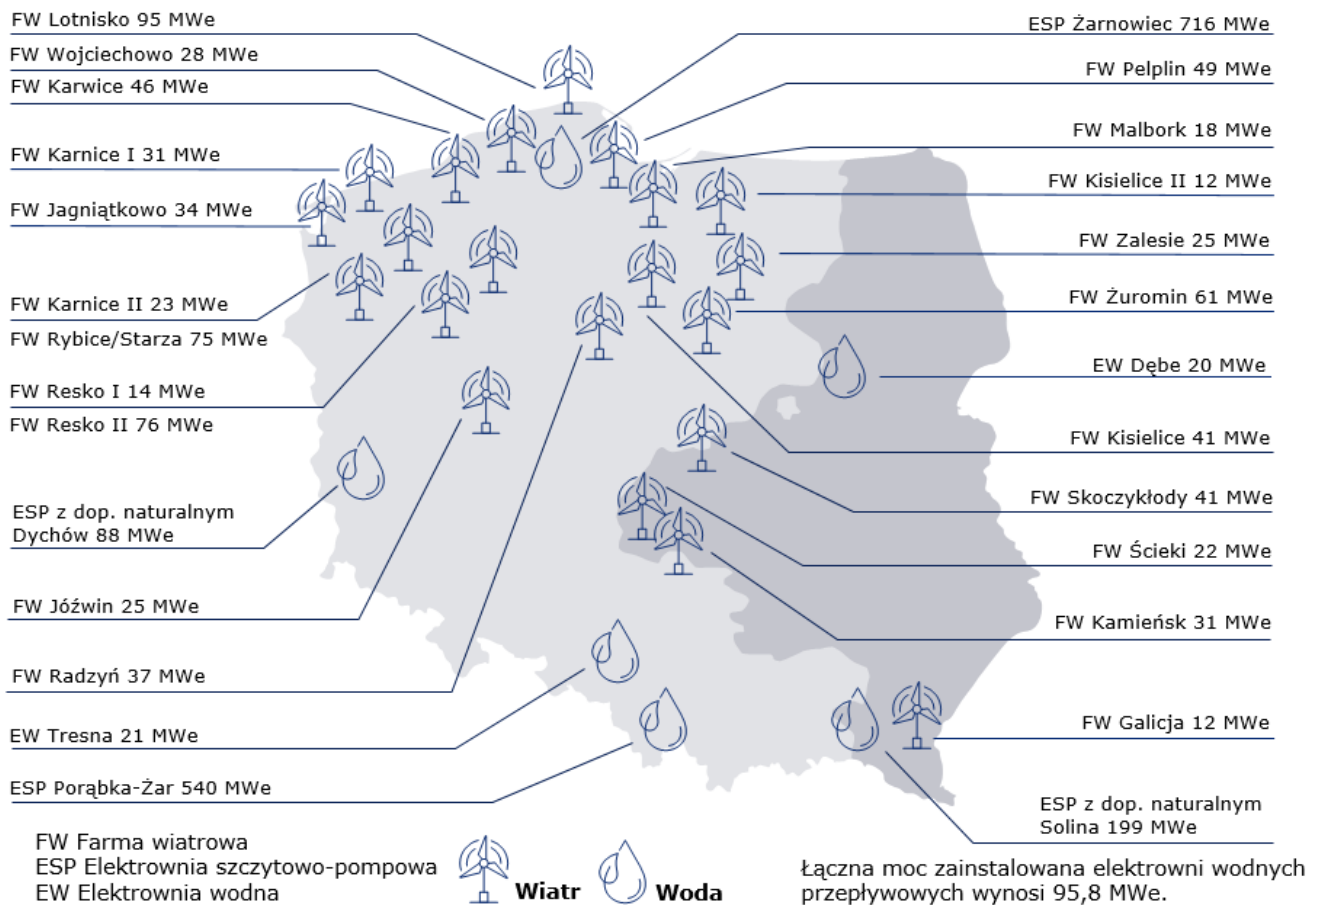 FW Lotnisko 95 MWe
FW Wojciechowo 28 MWe
FW Karwice 46 MWe
FW Karnice I 31 MWe
FW Jagniątkowo 34 MWe
FW Karnice II 23 MWe
FW Rybice/Starza 75 MWe
FW Resko I 14 MWe
FW Resko II 76 MWe
ESP z dop. naturalnym
Dychów 88 MWe
FW Jóźwin 25 MWe
FW Radzyń 37 MWe
EW Tresna 21 MWe
ESP Porąbka-Żar 540 MWe
ESP Żarnowiec 716 MWe
FW Pelplin 49 MWe
FW Malbork 18 MWe
FW Kisielice II 12 MWe
FW Zalesie 25 MWe
FW Żuromin 61 MWe
EW Dębe 20 MWe
FW Kisielice 41 MWe
FW Skoczykłody 41 MWe
FW Ścieki 22 MWe
FW Kamieńsk 31 MWe
FW Galicja 12 MWe
ESP z dop. naturalnym
Solina 199 MWe
FW Farma wiatrowa
ESP Elektrownia szczytowo-pompowa
EW Elektrownia wodna
Wiatr
Woda
Łączna moc zainstalowana elektrowni wodnych
przepływowych wynosi 95,8 MWe.